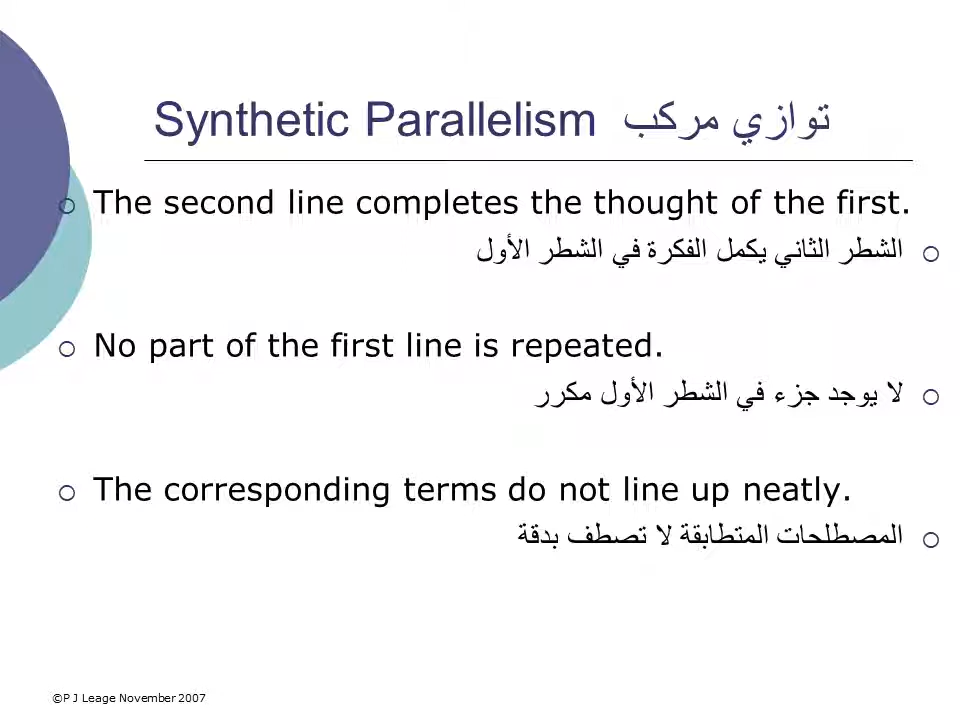 Synthetic Parallelism توازي مركب
The second line completes the thought of the first.
الشطر الثاني يكمل الفكرة في الشطر الأول
No part of the first line is repeated.
لا يوجد جزء في الشطر الأول مكرر
The corresponding terms do not line up neatly.
المصطلحات المتطابقة لا تصطف بدقة
©P J Leage November 2007